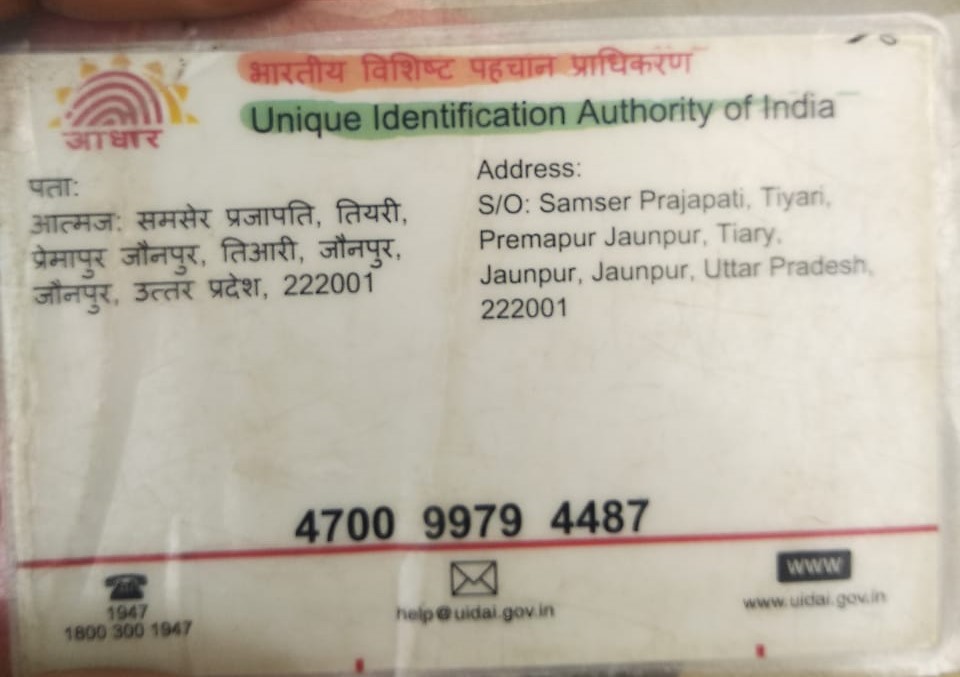 भारतीय विशिष्ट पहचान प्राधिकरण
Unique Identification Authority of India
आधार
पता:
आत्मज: समसेर प्रजापति, तियरी,
प्रेमापुर जौनपुर, तिआरी, जौनपुर,
जौनपुर, उत्तर प्रदेश, 222001
Address:
S/O: Samser Prajapati, Tiyari,
Premapur Jaunpur, Tiary,
Jaunpur, Jaunpur, Uttar Pradesh,
222001
4700 9979 4487
1947
1800 300 1947
help@uidai.gov.in
WWW
www.uidai.gov.in